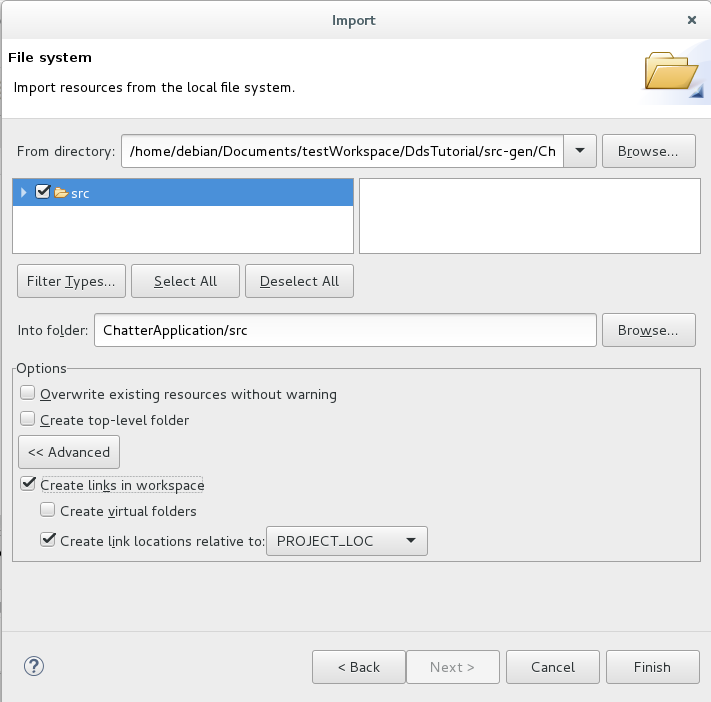 Import
File system
Import resources from the local file system.
From directory: /home/debian/Documents/testWorkspace/DdsTutorial/src-gen/Ch Browse...
src
Filter Types... Select All Deselect All
Into folder: ChatterApplication/src Browse...
Options
Overwrite existing resources without warning
Create top-level folder
<< Advanced
Create links in workspace
Create virtual folders
Create link locations relative to: PROJECT_LOC
? < Back Next > Cancel Finish